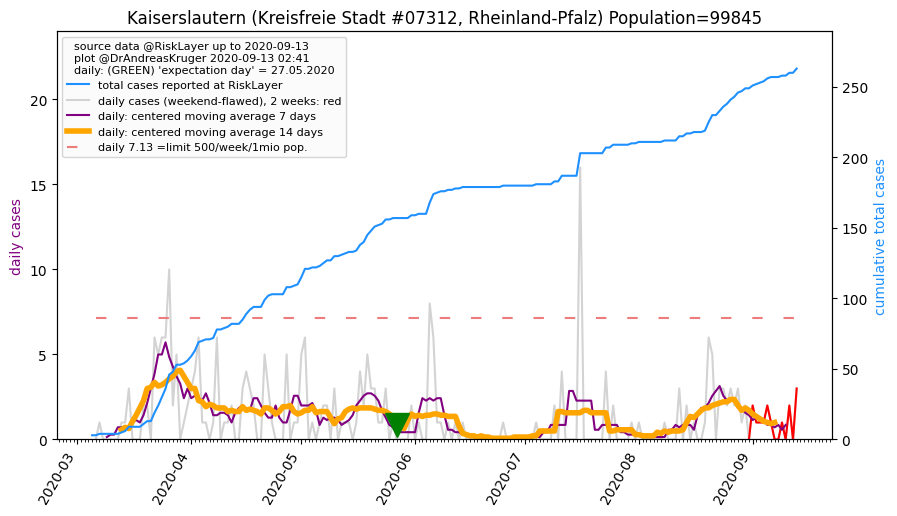 Kaiserslautern (Kreisfreie Stadt #07312, Rheinland-Pfalz) Population=99845
source data @RiskLayer up to 2020-09-13
plot @DrAndreasKruger 2020-09-13 02:41
daily: (GREEN) 'expectation day' = 27.05.2020
total cases reported at RiskLayer
daily cases (weekend-flawed), 2 weeks: red
daily: centered moving average 7 days
daily: centered moving average 14 days
daily 7.13 =limit 500/week/1mio pop.
daily cases
20
15
10
5
0
250
200
150
100
50
0
cumulative total cases
2020-03
2020-04
2020-05
2020-06
2020-07
2020-08
2020-09